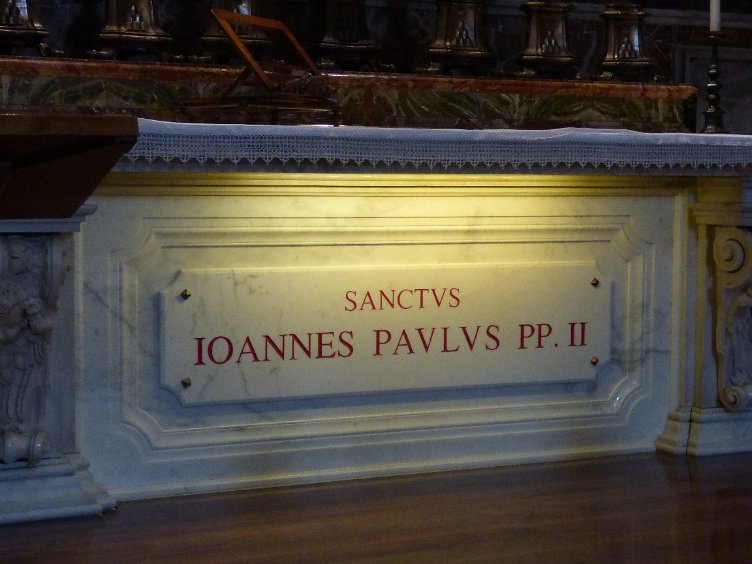 SANCTVS
IOANNES PAVLVS PP. II